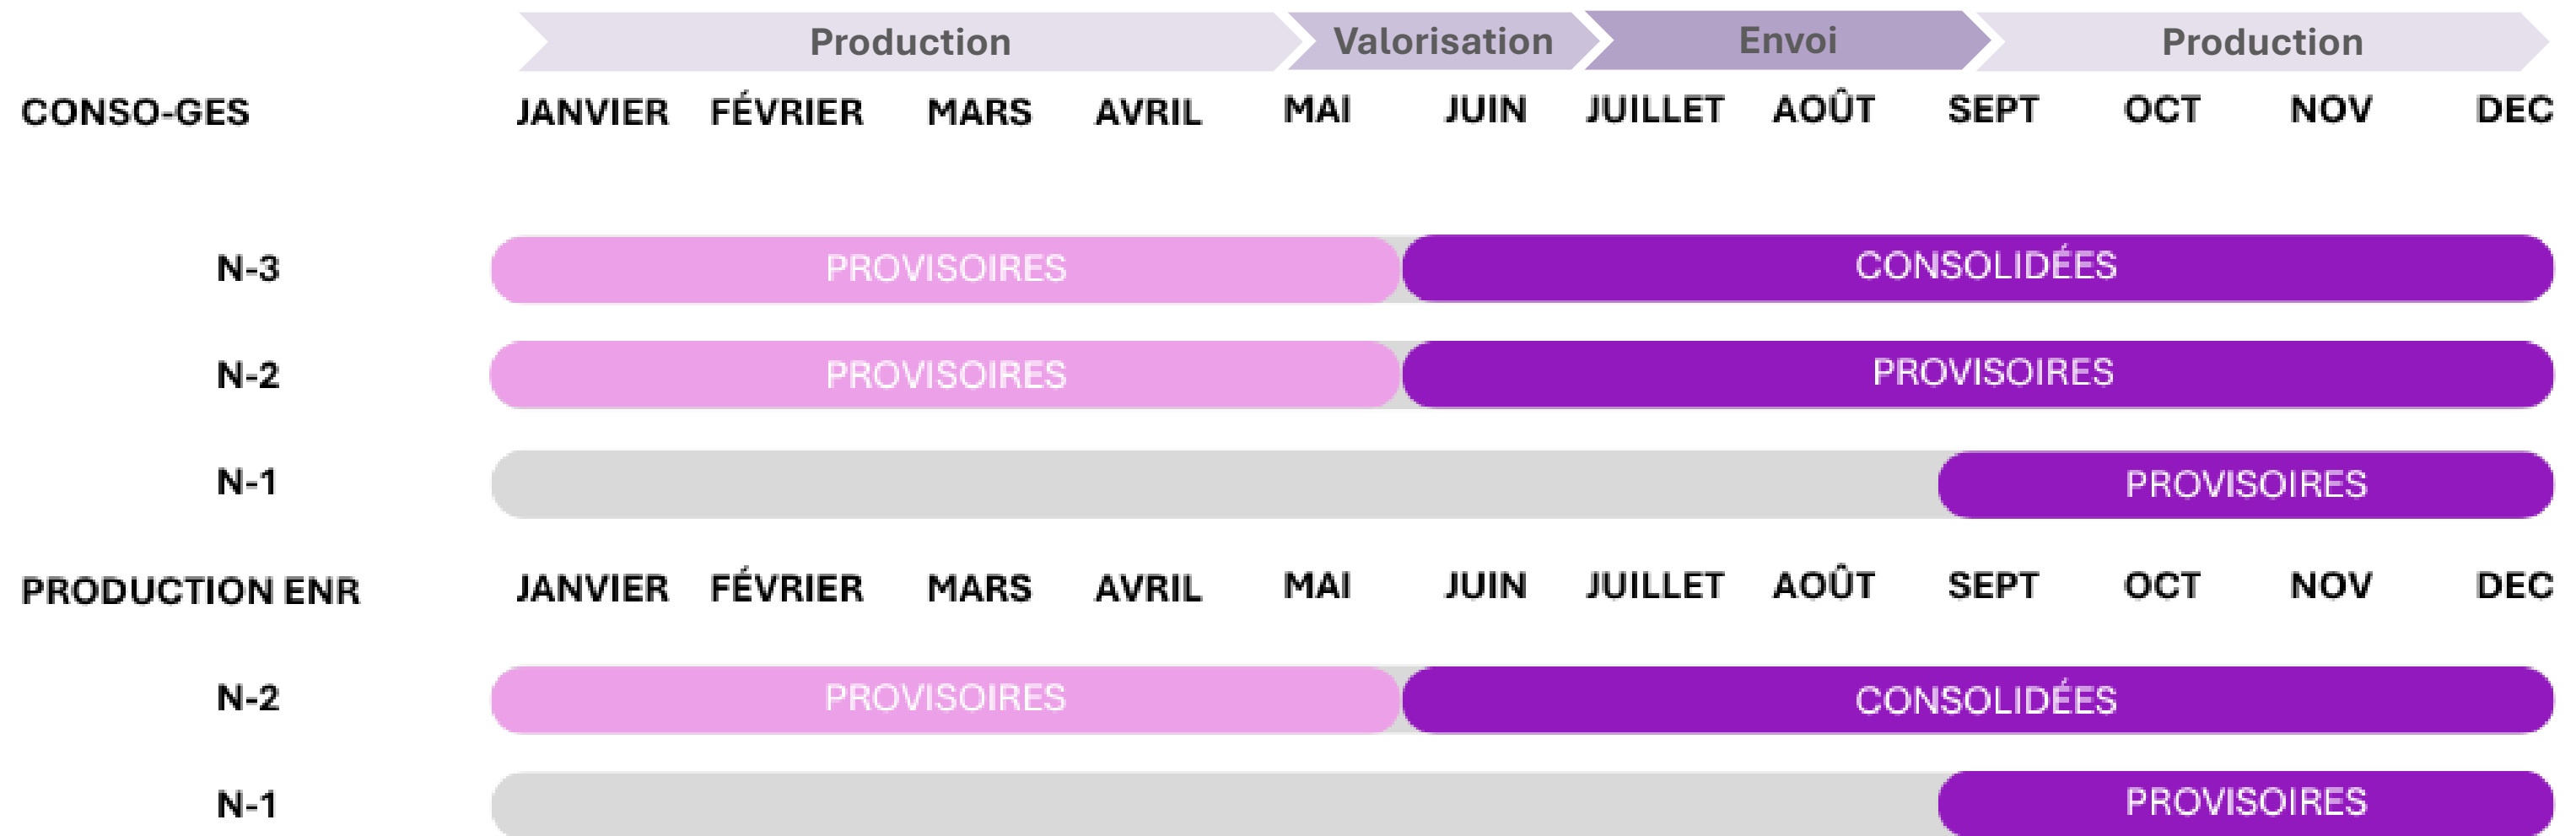 Production Valorisation Envoi Production
CONSO-GES JANVIER FÉVRIER MARS AVRIL MAI JUIN JUILLET AOÛT SEPT OCT NOV DEC
N-3 PROVISOIRES CONSOLIDÉES
N-2 PROVISOIRES PROVISOIRES
N-1 PROVISOIRES
PRODUCTION ENR JANVIER FÉVRIER MARS AVRIL MAI JUIN JUILLET AOÛT SEPT OCT NOV DEC
N-2 PROVISOIRES CONSOLIDÉES
N-1 PROVISOIRES